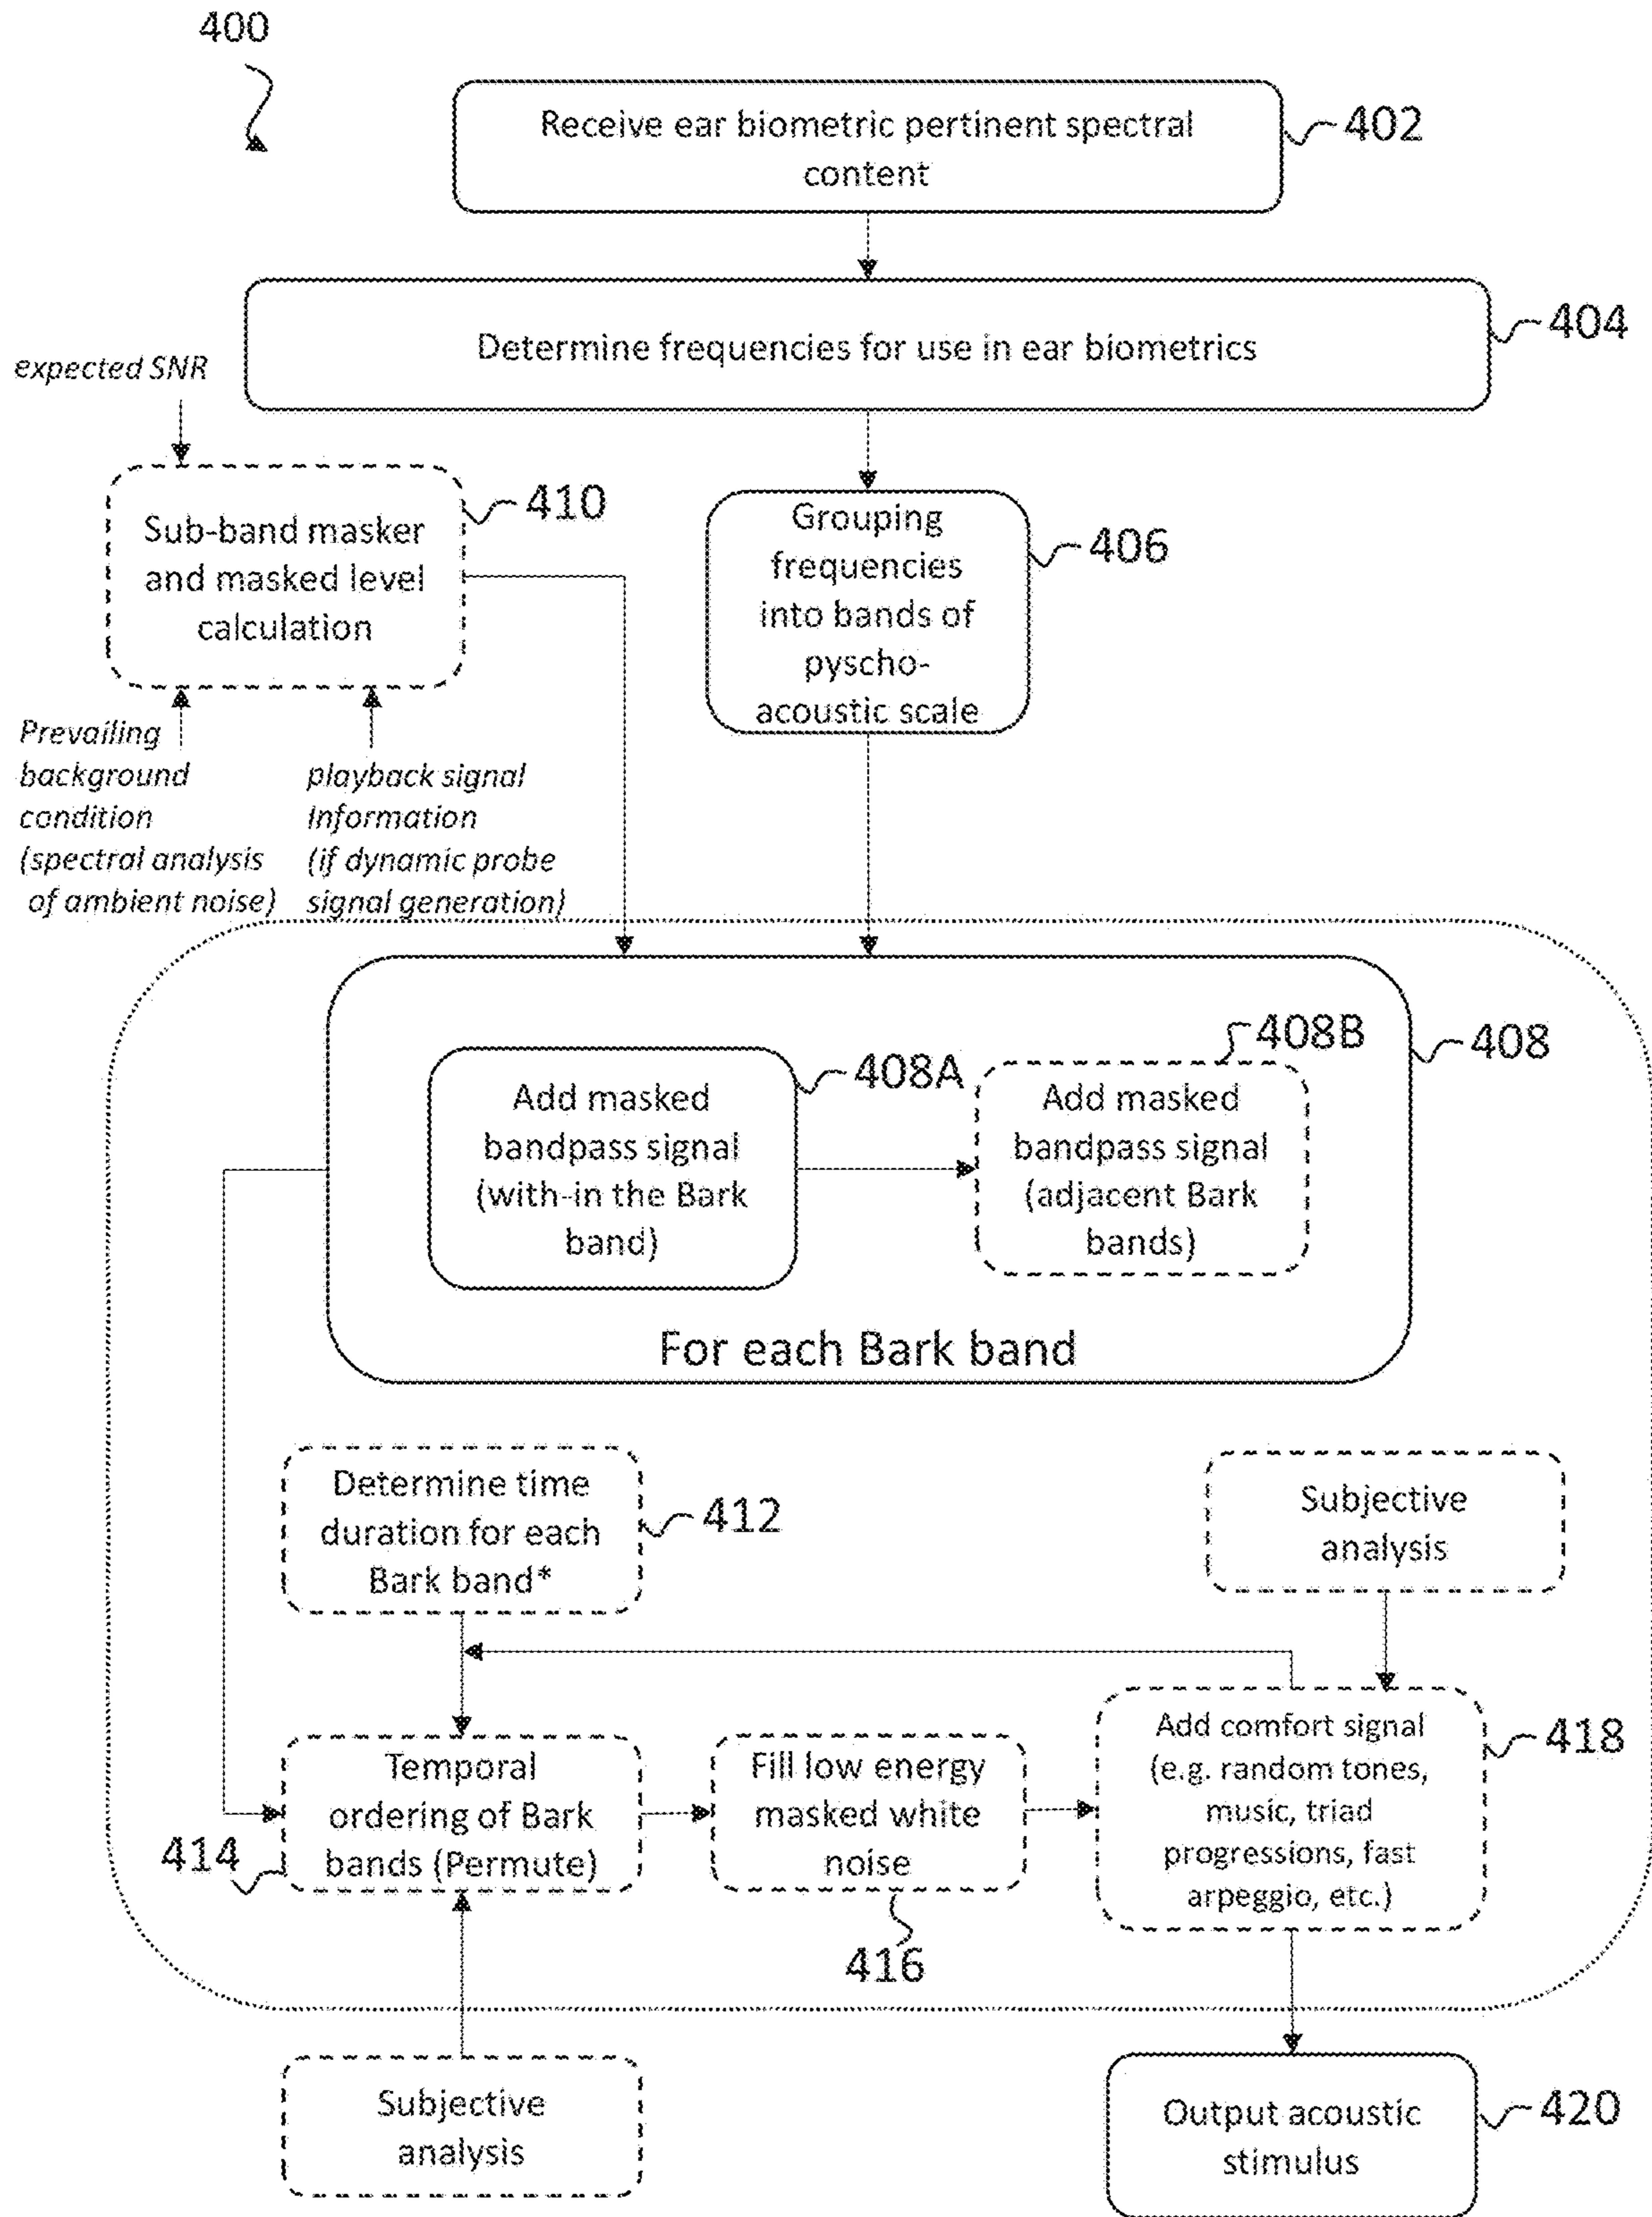 400
Receive ear biometric pertinent spectral
content
402
Determine frequencies for use in ear biometrics
404
expected SNR
Sub-band masker
and masked level
calculation
410
Grouping
frequencies
into bands of
pyscho-
acoustic scale
406
Prevailing
background
condition
(spectral analysis
of ambient noise)
playback signal
Information
(if dynamic probe
signal generation)
408
Add masked
bandpass signal
(with-in the Bark
band)
408A
Add masked
bandpass signal
(adjacent Bark
bands)
408B
For each Bark band
Determine time
duration for each
Bark band*
412
Subjective
analysis
Temporal
ordering of Bark
bands (Permute)
414
Fill low energy
masked white
noise
416
Add comfort signal
(e.g. random tones,
music, triad
progressions, fast
arpeggio, etc.)
418
Subjective
analysis
Output acoustic
stimulus
420